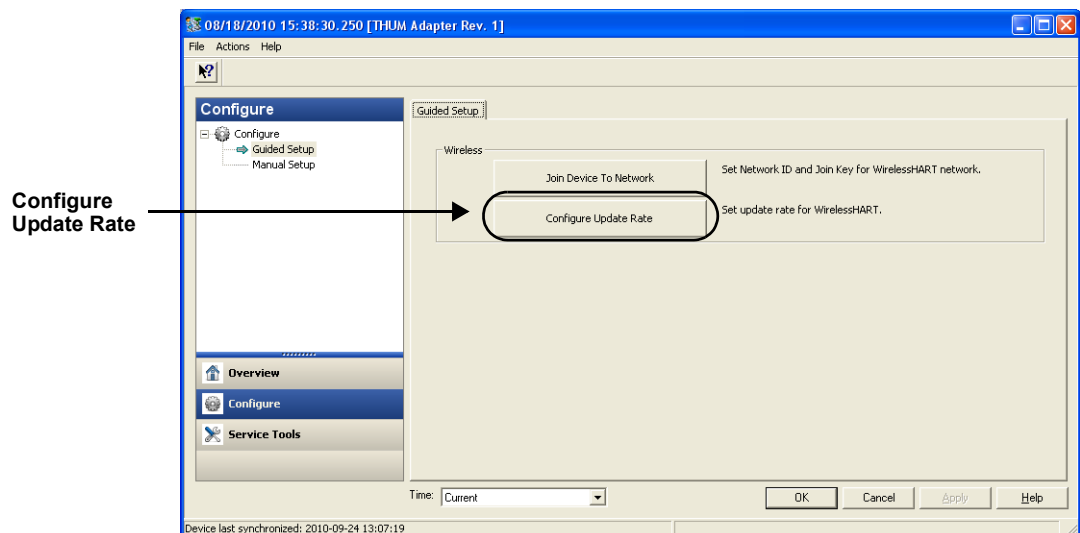 08/18/2010 15:38:30.250 [THUM Adapter Rev. 1]
File Actions Help
Configure
Guided Setup
Configure
Guided Setup
Manual Setup
Wireless
Join Device To Network
Set Network ID and Join Key for WirelessHART network.
Configure
Update Rate
Configure Update Rate
Set update rate for WirelessHART.
Overview
Configure
Service Tools
Time: Current
OK Cancel Apply Help
Device last synchronized: 2010-09-24 13:07:19